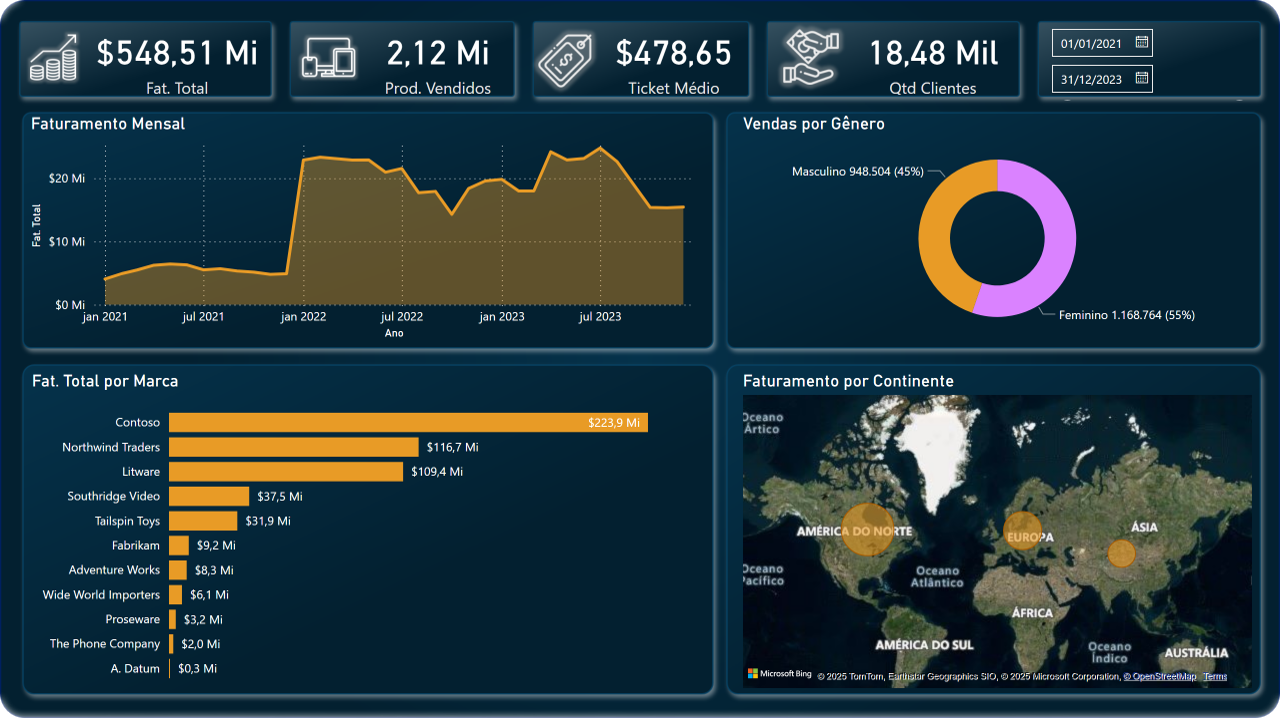 $548,51 Mi
Fat. Total
2,12 Mi
Prod. Vendidos
$478,65
Ticket Médio
18,48 Mil
Qtd Clientes
01/01/2021
31/12/2023
Faturamento Mensal
Fat. Total
$20 Mi
$10 Mi
$0 Mi
jan 2021 jul 2021 jan 2022 jul 2022 jan 2023 jul 2023
Ano
Vendas por Gênero
Masculino 948.504 (45%)
Feminino 1.168.764 (55%)
Fat. Total por Marca
Contoso $223,9 Mi
Northwind Traders $116,7 Mi
Litware $109,4 Mi
Southridge Video $37,5 Mi
Tailspin Toys $31,9 Mi
Fabrikam $9,2 Mi
Adventure Works $8,3 Mi
Wide World Importers $6,1 Mi
Proseware $3,2 Mi
The Phone Company $2,0 Mi
A. Datum $0,3 Mi
Faturamento por Continente
Oceano
Ártico
AMÉRICA DO NORTE
EUROPA
ÁSIA
Oceano
Pacífico
Oceano
Atlântico
ÁFRICA
AMÉRICA DO SUL
Oceano
Índico
AUSTRÁLIA
Microsoft Bing
© 2025 TomTom, Earthstar Geographics SIO, © 2025 Microsoft Corporation, © OpenStreetMap Terms